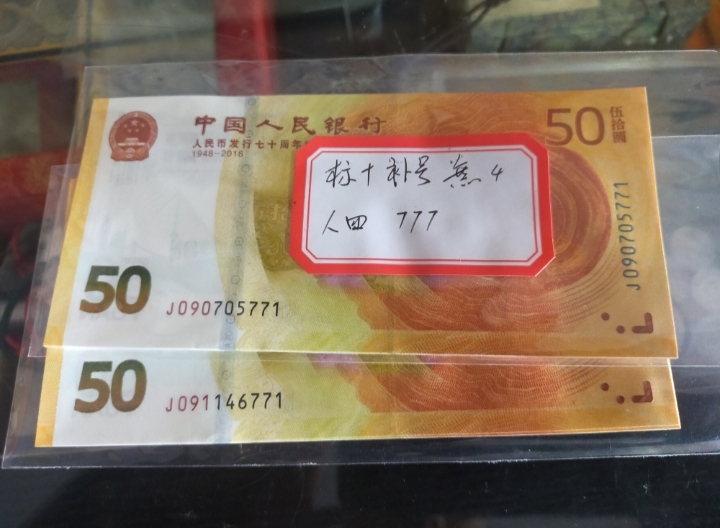 中国人民银行
人民币发行七十周年
1948-2018
50 伍拾圆
标十补号 無4
人四 777
J090705771
50 J090705771
50 J091146771